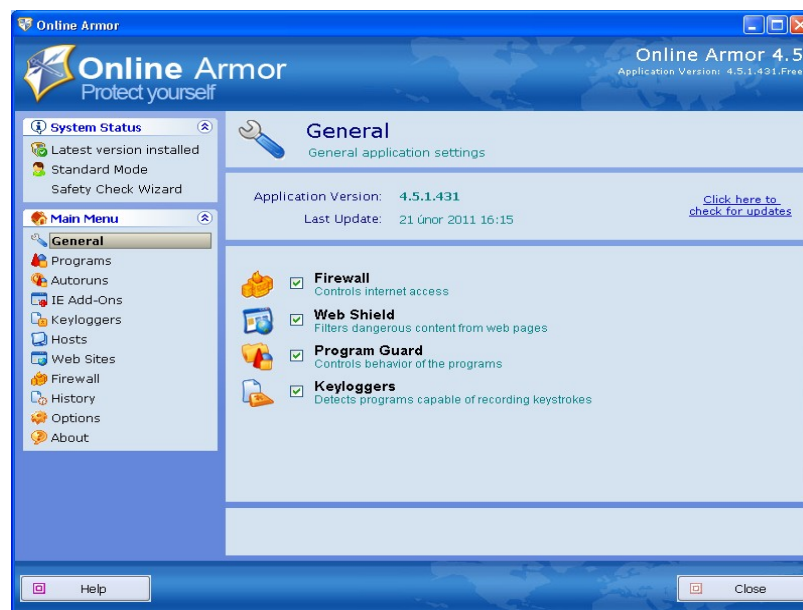 Online Armor
Online Armor
Protect yourself
Online Armor 4.5
Application Version: 4.5.1.431.Free
System Status
Latest version installed
Standard Mode
Safety Check Wizard
Main Menu
General
Programs
Autoruns
IE Add-Ons
Keyloggers
Hosts
Web Sites
Firewall
History
Options
About
General
General application settings
Application Version: 4.5.1.431
Last Update: 21 únor 2011 16:15
Click here to
check for updates
Firewall
Controls internet access
Web Shield
Filters dangerous content from web pages
Program Guard
Controls behavior of the programs
Keyloggers
Detects programs capable of recording keystrokes
Help
Close